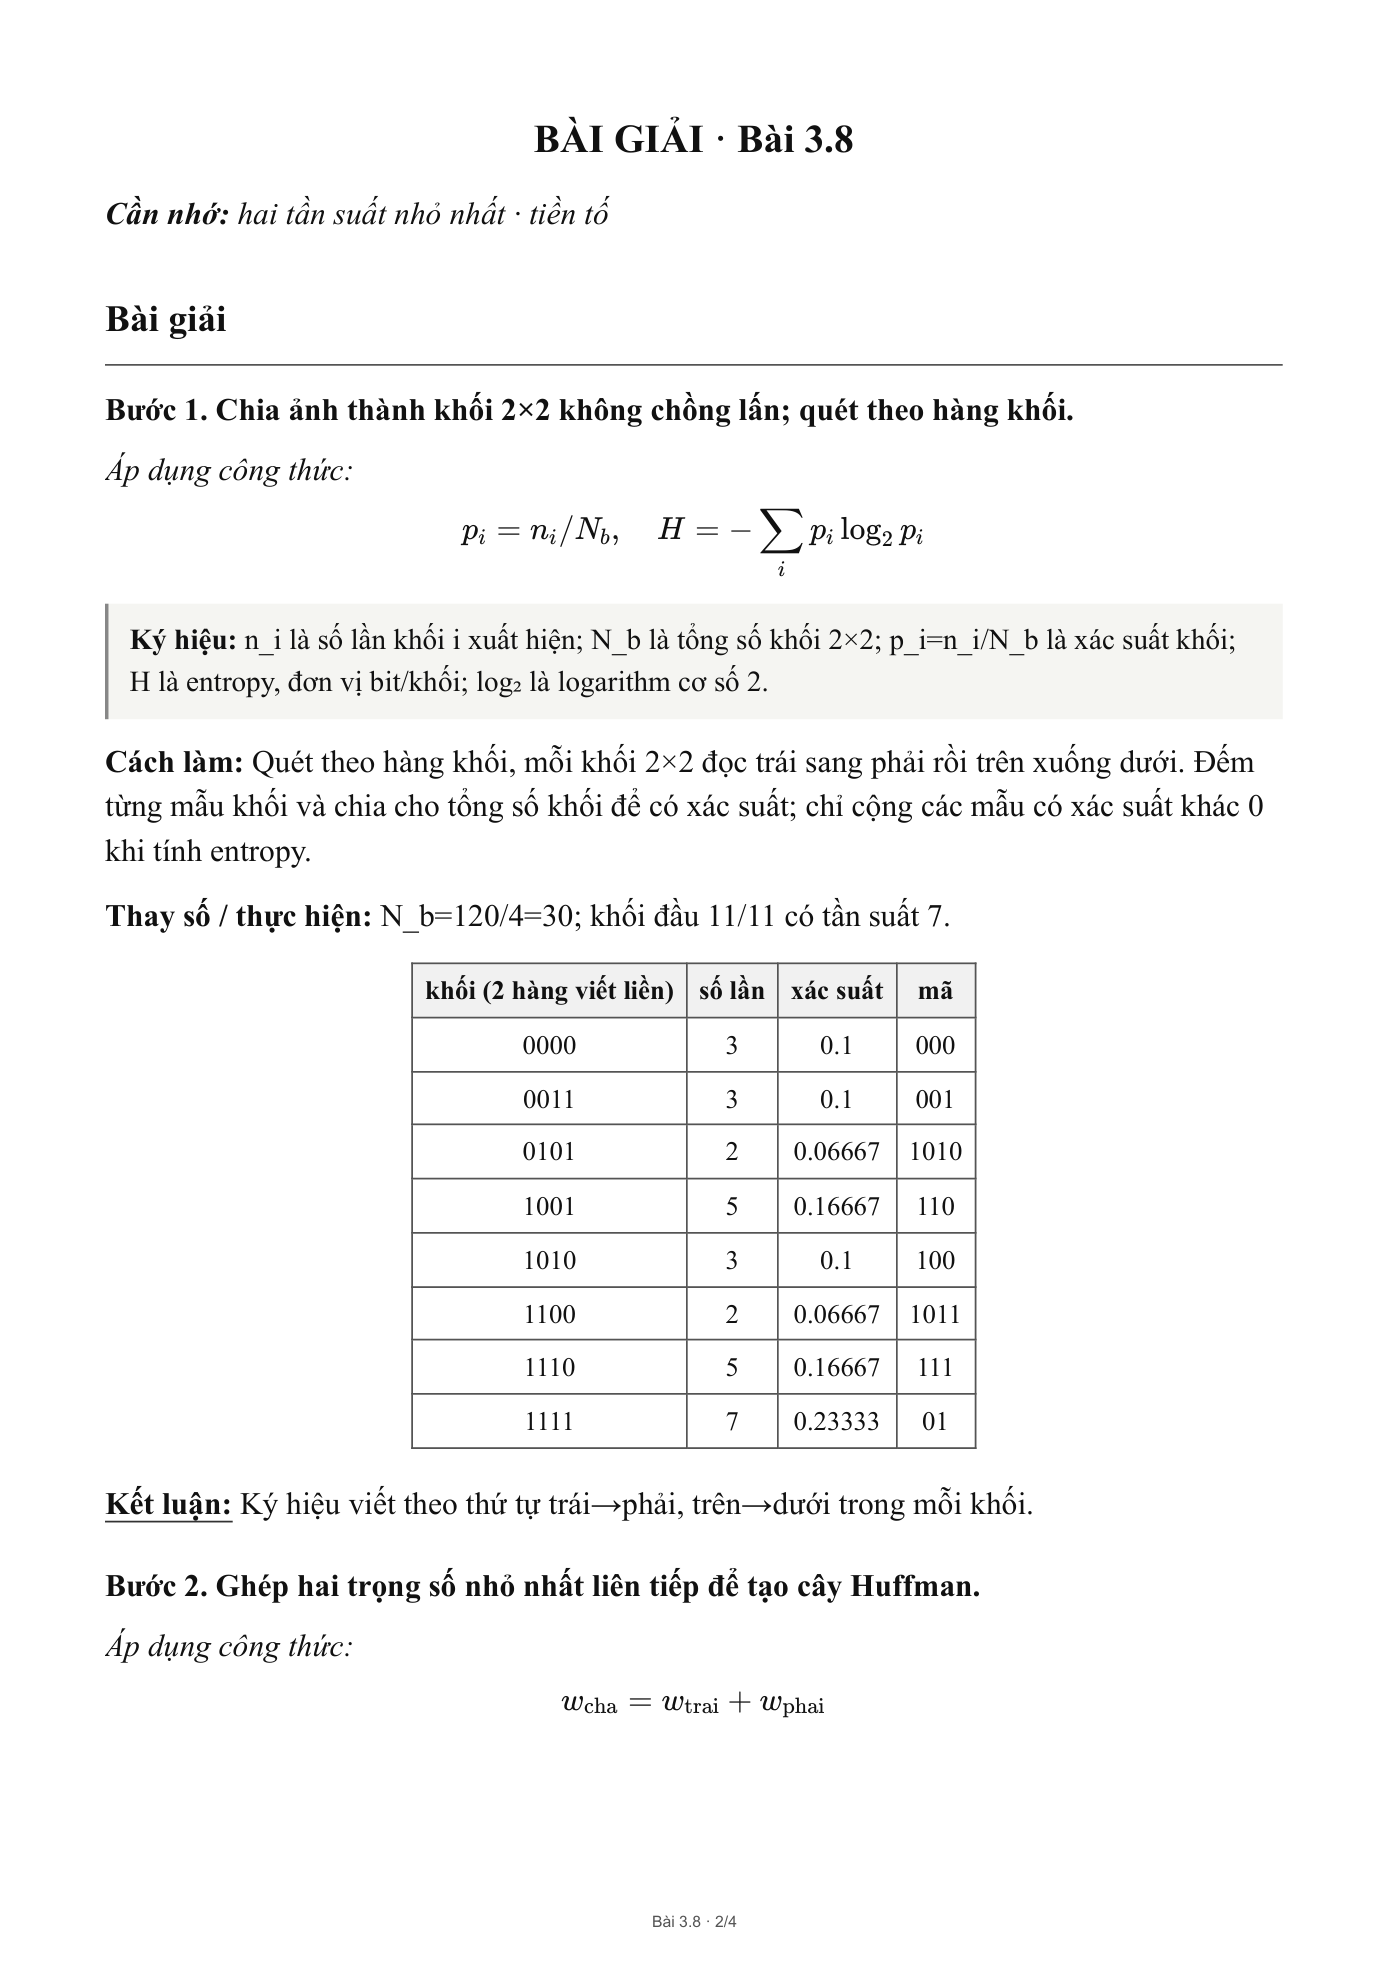 BÀI GIẢI · Bài 3.8
Cần nhớ: hai tần suất nhỏ nhất · tiền tố
Bài giải
Bước 1. Chia ảnh thành khối 2×2 không chồng lấn; quét theo hàng khối.
Áp dụng công thức:
p_i = n_i/N_b,    H = − ∑_i p_i log₂ p_i
Ký hiệu: n_i là số lần khối i xuất hiện; N_b là tổng số khối 2×2; p_i=n_i/N_b là xác suất khối;
H là entropy, đơn vị bit/khối; log₂ là logarithm cơ số 2.
Cách làm: Quét theo hàng khối, mỗi khối 2×2 đọc trái sang phải rồi trên xuống dưới. Đếm
từng mẫu khối và chia cho tổng số khối để có xác suất; chỉ cộng các mẫu có xác suất khác 0
khi tính entropy.
Thay số / thực hiện: N_b=120/4=30; khối đầu 11/11 có tần suất 7.
khối (2 hàng viết liền) số lần xác suất mã
0000 3 0.1 000
0011 3 0.1 001
0101 2 0.06667 1010
1001 5 0.16667 110
1010 3 0.1 100
1100 2 0.06667 1011
1110 5 0.16667 111
1111 7 0.23333 01
Kết luận: Ký hiệu viết theo thứ tự trái→phải, trên→dưới trong mỗi khối.
Bước 2. Ghép hai trọng số nhỏ nhất liên tiếp để tạo cây Huffman.
Áp dụng công thức:
w_cha = w_trai + w_phai
Bài 3.8 · 2/4